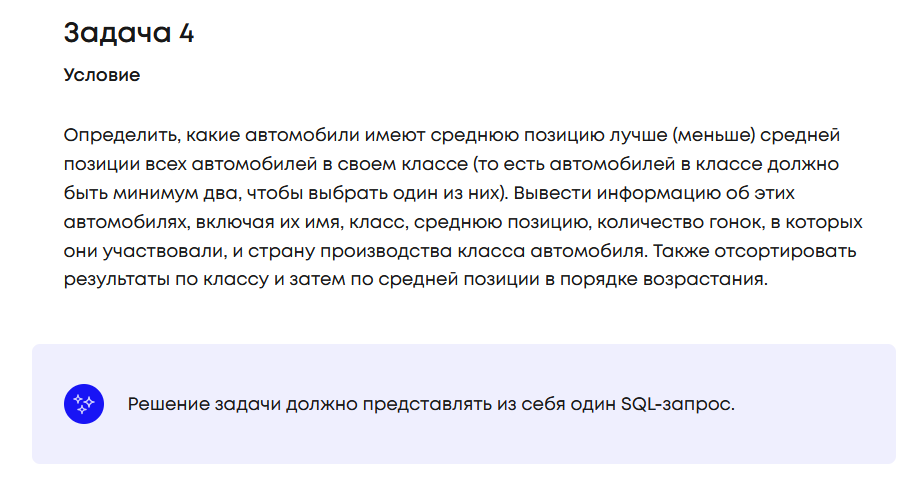 Задача 4
Условие
Определить, какие автомобили имеют среднюю позицию лучше (меньше) средней
позиции всех автомобилей в своем классе (то есть автомобилей в классе должно
быть минимум два, чтобы выбрать один из них). Вывести информацию об этих
автомобилях, включая их имя, класс, среднюю позицию, количество гонок, в которых
они участвовали, и страну производства класса автомобиля. Также отсортировать
результаты по классу и затем по средней позиции в порядке возрастания.
Решение задачи должно представлять из себя один SQL-запрос.